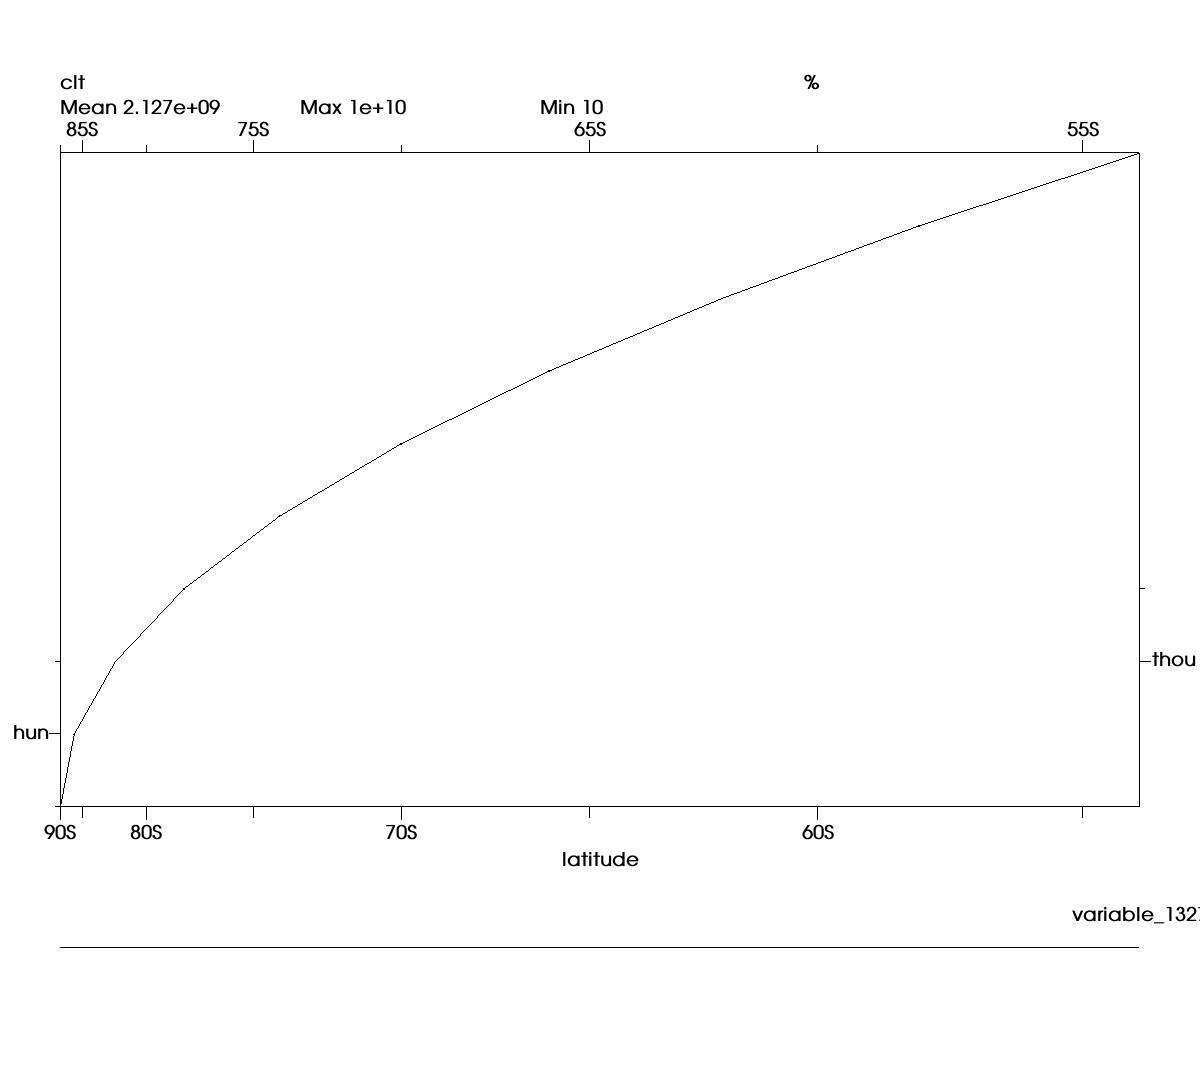 clt %
Mean 2.127e+09 Max 1e+10 Min 10
85S 75S 65S 55S
thou
hun
90S 80S 70S 60S
latitude
variable_132